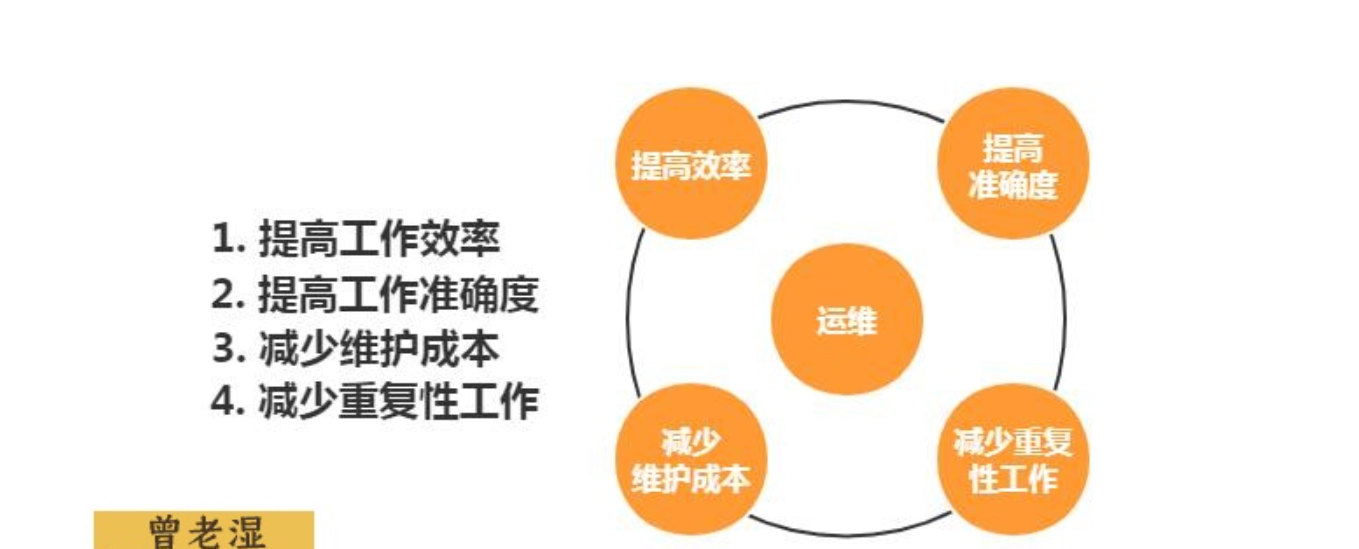 1. 提高工作效率
2. 提高工作准确度
3. 减少维护成本
4. 减少重复性工作
提高效率
提高
准确度
运维
减少
维护成本
减少重复
性工作
曾老湿